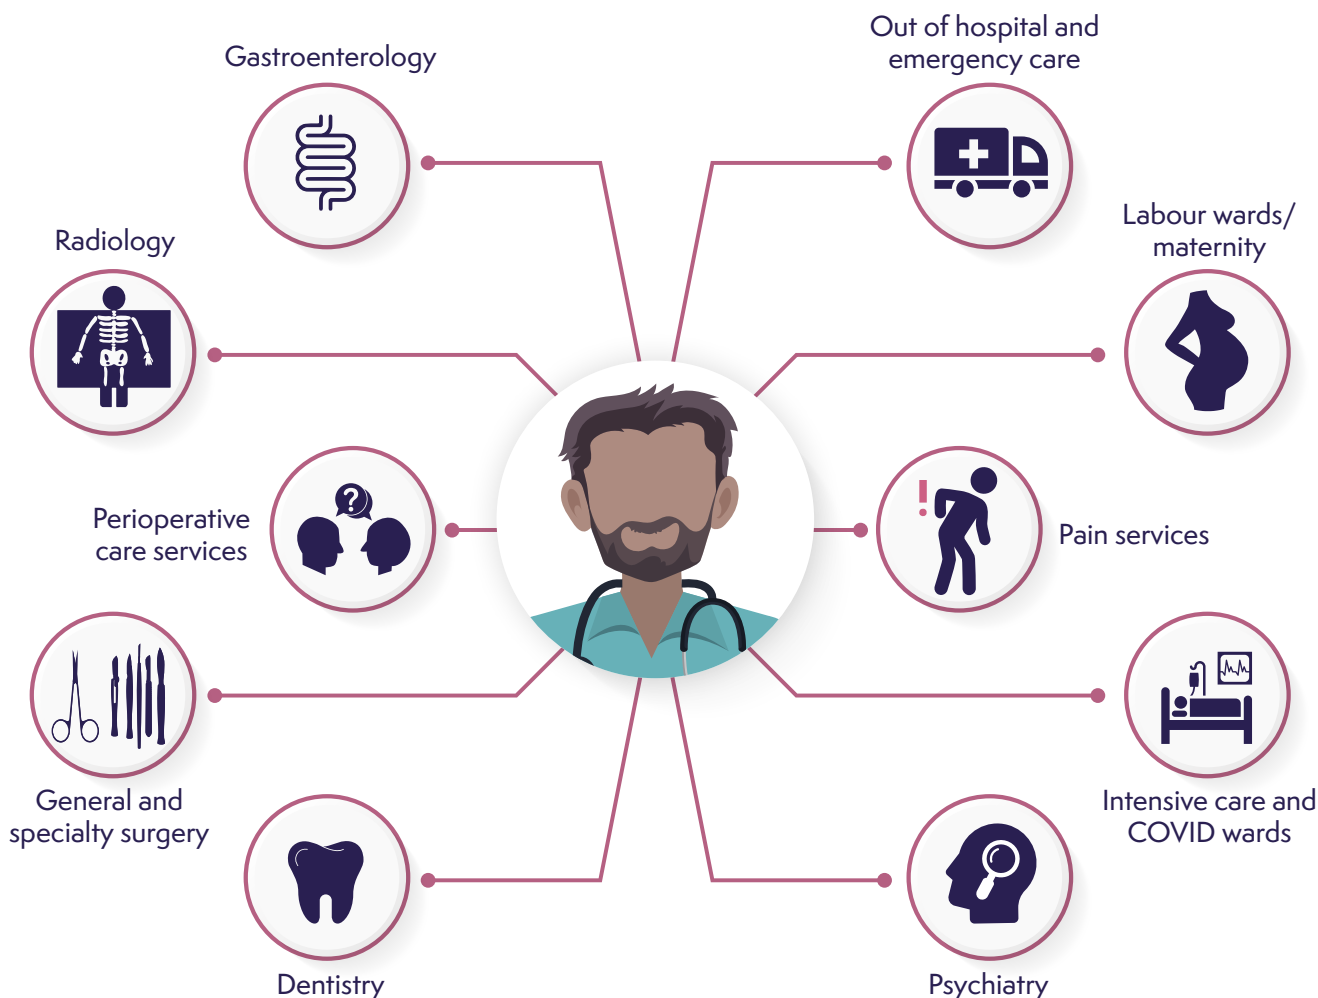 Gastroenterology
Out of hospital and
emergency care
Radiology
Labour wards/
maternity
Perioperative
care services
Pain services
General and
specialty surgery
Intensive care and
COVID wards
Dentistry
Psychiatry